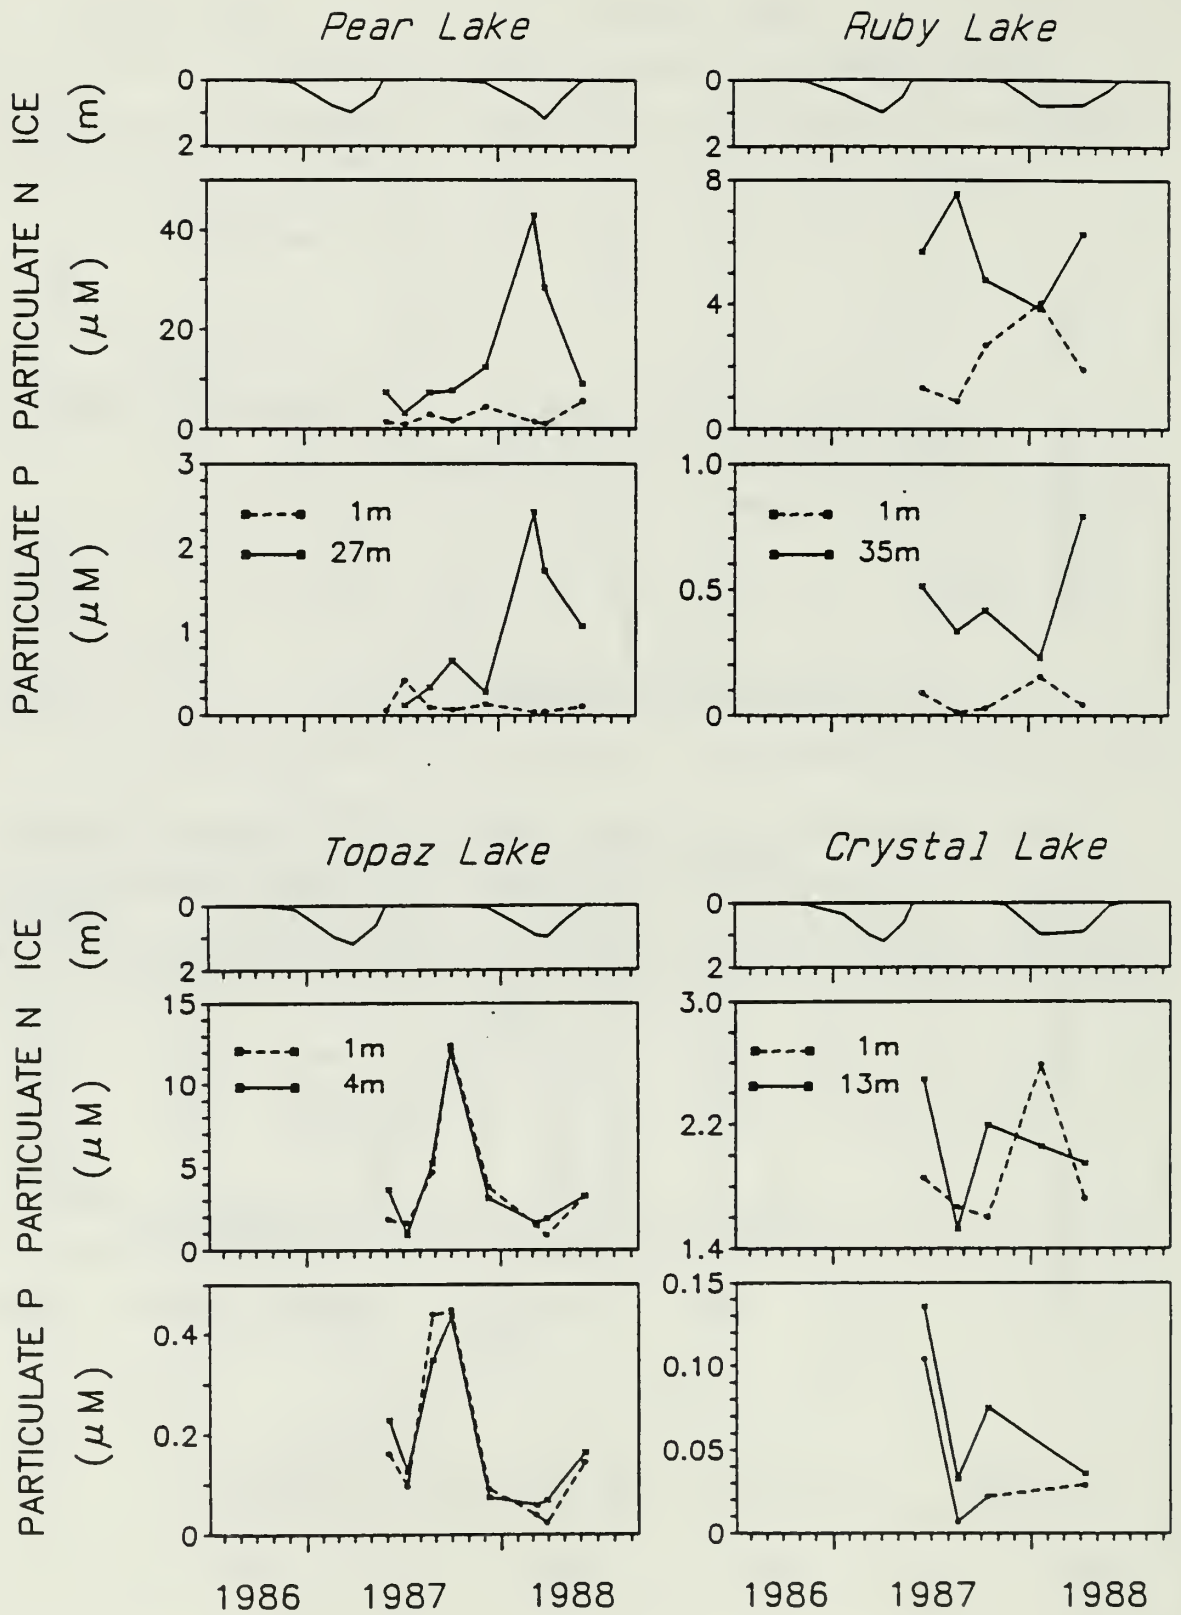 Pear Lake
Ruby Lake
ICE
(m)
0
2
0
2
PARTICULATE N
(μM)
40
20
0
8
4
0
PARTICULATE P
(μM)
3
2
1
0
1m
27m
1.0
0.5
0
1m
35m
Topaz Lake
Crystal Lake
ICE
(m)
0
2
0
2
PARTICULATE N
(μM)
15
10
5
0
1m
4m
3.0
2.2
1.4
1m
13m
PARTICULATE P
(μM)
0.4
0.2
0
0.15
0.10
0.05
0
1986 1987 1988
1986 1987 1988